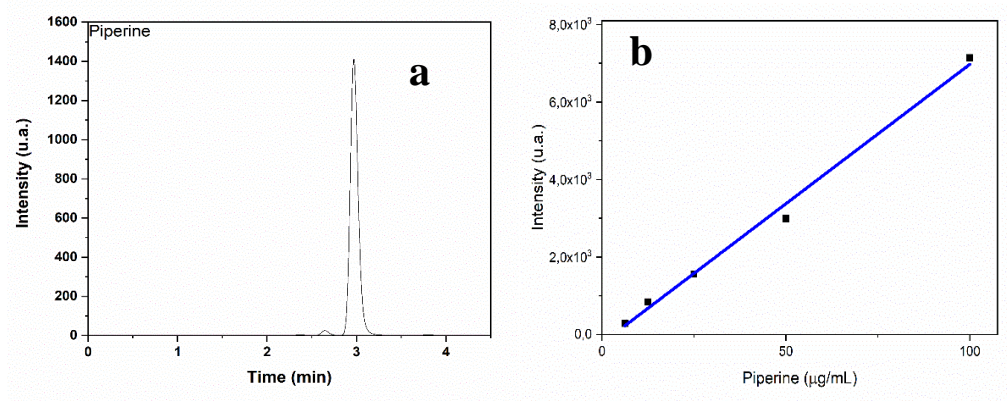 Piperine
a
1600
1400
1200
1000
800
600
400
200
0
Intensity (u.a.)
0 1 2 3 4
Time (min)
b
8,0x10³
6,0x10³
4,0x10³
2,0x10³
0,0
Intensity (u.a.)
0 50 100
Piperine (µg/mL)